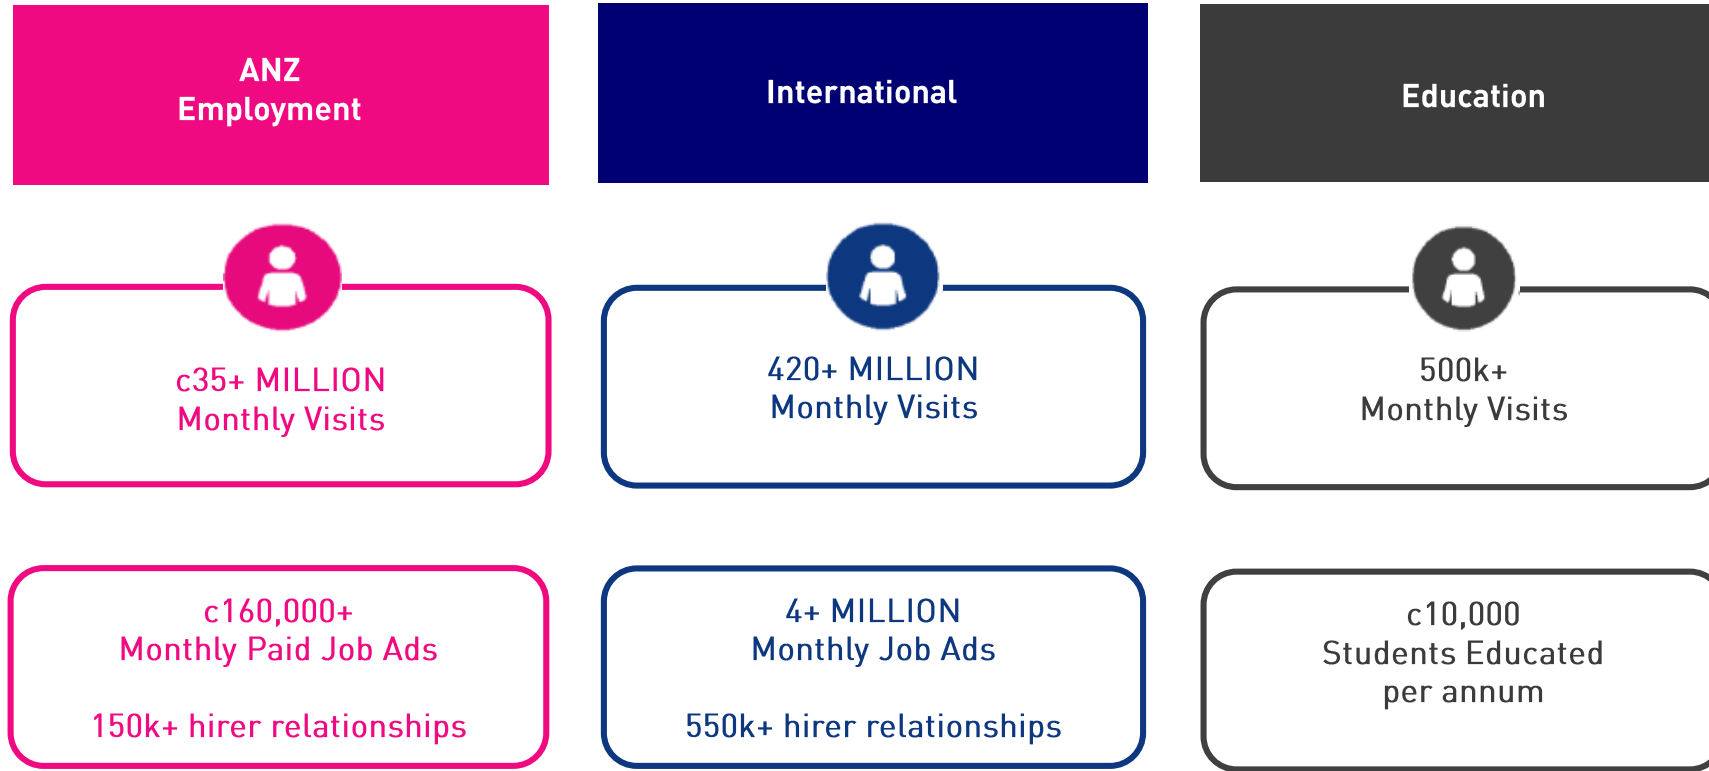 ANZ
Employment
International
Education
c35+ MILLION
Monthly Visits
420+ MILLION
Monthly Visits
500k+
Monthly Visits
c160,000+
Monthly Paid Job Ads
150k+ hirer relationships
4+ MILLION
Monthly Job Ads
550k+ hirer relationships
c10,000
Students Educated
per annum